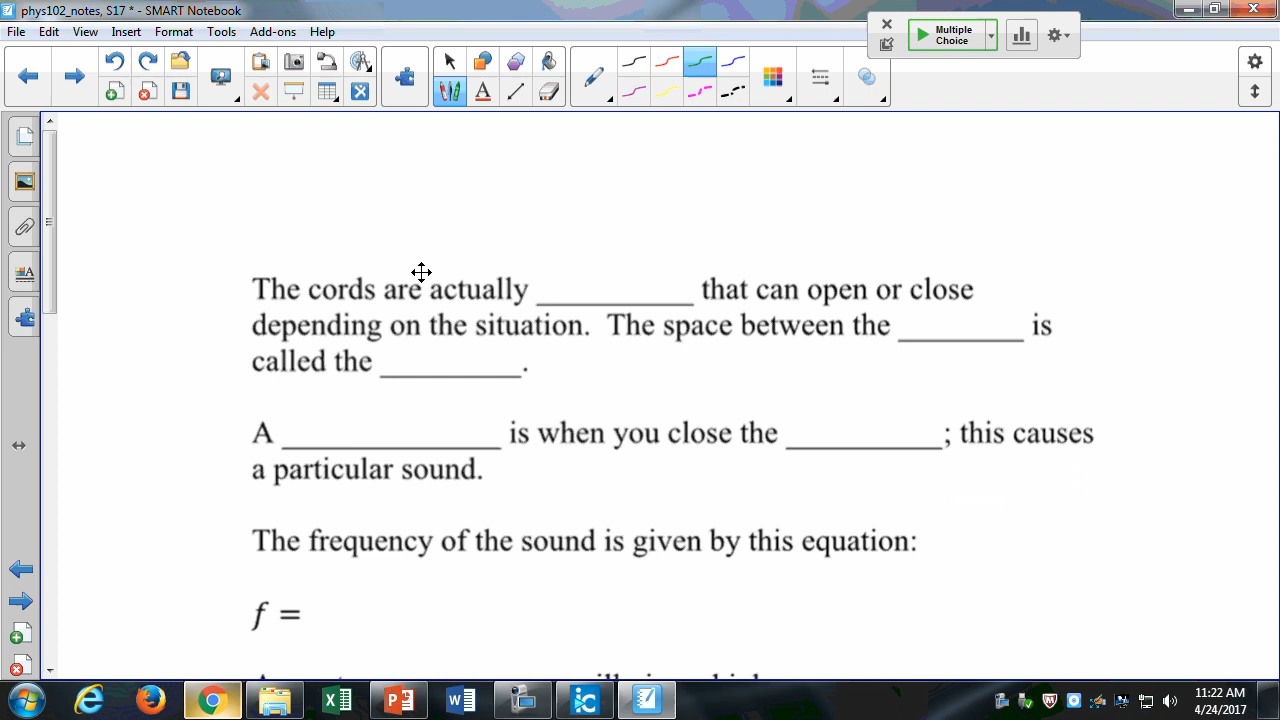 phys102_notes, S17 * - SMART Notebook
File Edit View Insert Format Tools Add-ons Help
Multiple
Choice
The cords are actually __________ that can open or close
depending on the situation. The space between the ________ is
called the _________.
A ______________ is when you close the __________; this causes
a particular sound.
The frequency of the sound is given by this equation:
f =
11:22 AM
4/24/2017